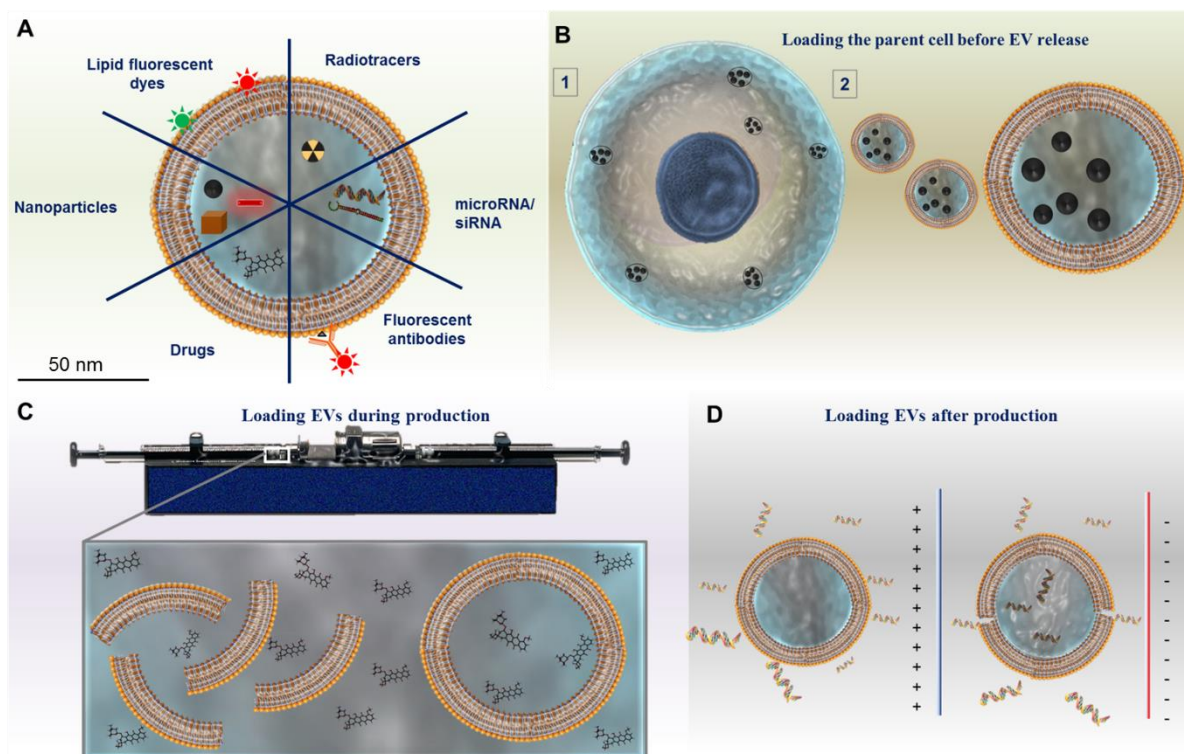 A
Lipid fluorescent
dyes
Radiotracers
Nanoparticles
microRNA/
siRNA
Drugs
Fluorescent
antibodies
50 nm
B
Loading the parent cell before EV release
1
2
C
Loading EVs during production
D
Loading EVs after production
+
+
+
+
+
+
+
+
+
+
+
-
-
-
-
-
-
-
-
-
-
-